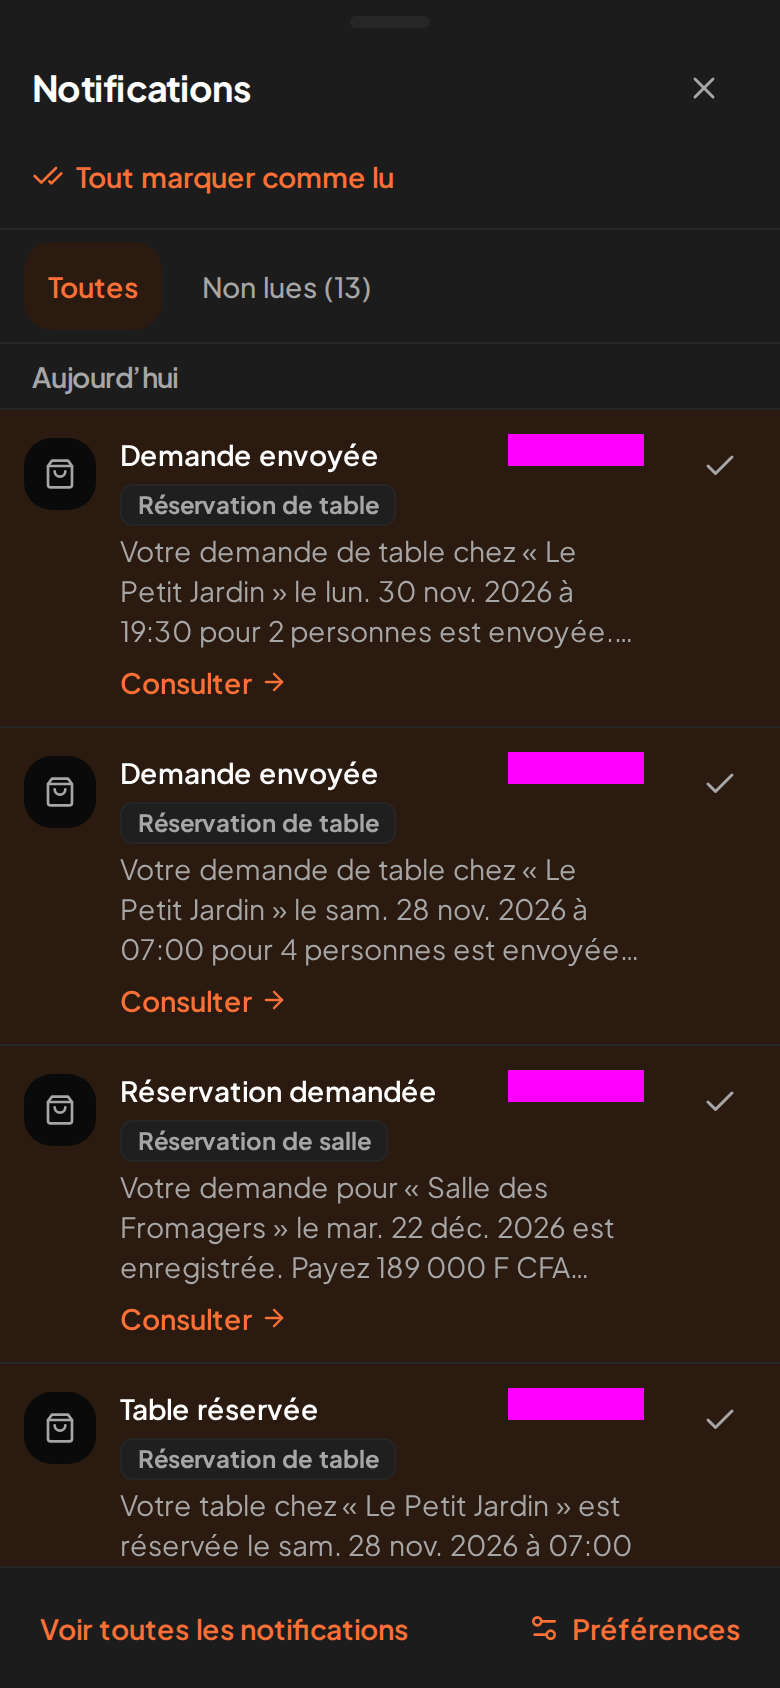 Notifications
Tout marquer comme lu
Toutes
Non lues (13)
Aujourd’hui
Demande envoyée
Réservation de table
Votre demande de table chez « Le
Petit Jardin » le lun. 30 nov. 2026 à
19:30 pour 2 personnes est envoyée.…
Consulter
Demande envoyée
Réservation de table
Votre demande de table chez « Le
Petit Jardin » le sam. 28 nov. 2026 à
07:00 pour 4 personnes est envoyée…
Consulter
Réservation demandée
Réservation de salle
Votre demande pour « Salle des
Fromagers » le mar. 22 déc. 2026 est
enregistrée. Payez 189 000 F CFA…
Consulter
Table réservée
Réservation de table
Votre table chez « Le Petit Jardin » est
réservée le sam. 28 nov. 2026 à 07:00
Voir toutes les notifications
Préférences